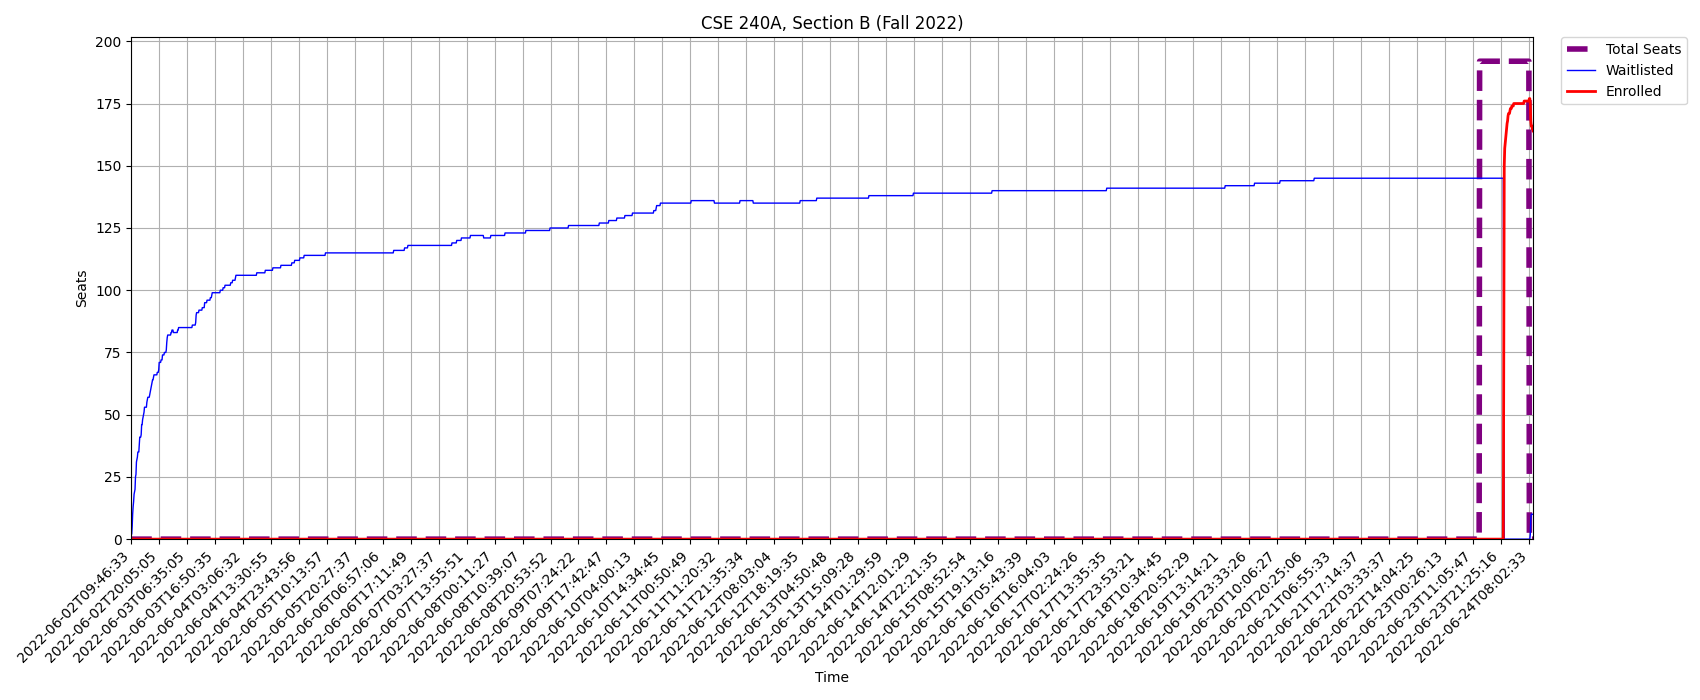 CSE 240A, Section B (Fall 2022)
Total Seats
Waitlisted
Enrolled
200
175
150
125
100
75
50
25
0
Seats
2022-06-02T09:46:33
2022-06-02T20:05:05
2022-06-03T06:35:05
2022-06-03T16:50:35
2022-06-04T03:06:32
2022-06-04T13:30:55
2022-06-04T23:43:56
2022-06-05T10:13:57
2022-06-05T20:27:37
2022-06-06T06:57:06
2022-06-06T17:11:49
2022-06-07T03:27:37
2022-06-07T13:55:51
2022-06-08T00:11:27
2022-06-08T10:39:07
2022-06-08T20:53:52
2022-06-09T07:24:22
2022-06-09T17:42:47
2022-06-10T04:00:13
2022-06-10T14:34:45
2022-06-11T00:50:49
2022-06-11T11:20:32
2022-06-11T21:35:34
2022-06-12T08:03:04
2022-06-12T18:19:35
2022-06-13T04:50:48
2022-06-13T15:09:28
2022-06-14T01:29:59
2022-06-14T12:01:29
2022-06-14T22:21:35
2022-06-15T08:52:54
2022-06-15T19:13:16
2022-06-16T05:43:39
2022-06-16T16:04:03
2022-06-17T02:24:26
2022-06-17T13:35:35
2022-06-17T23:53:21
2022-06-18T10:34:45
2022-06-18T20:52:29
2022-06-19T13:14:21
2022-06-19T23:33:26
2022-06-20T10:06:27
2022-06-20T20:25:06
2022-06-21T06:55:33
2022-06-21T17:14:37
2022-06-22T03:33:37
2022-06-22T14:04:25
2022-06-23T00:26:13
2022-06-23T11:05:47
2022-06-23T21:25:16
2022-06-24T08:02:33
Time